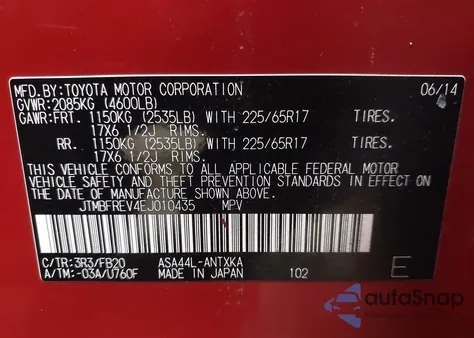 MFD.BY:TOYOTA MOTOR CORPORATION 06/14
GVWR:2085KG (4600LB)
GAWR:FRT. 1150KG (2535LB) WITH 225/65R17 TIRES.
17X6 1/2J RIMS.
RR. 1150KG (2535LB) WITH 225/65R17 TIRES.
17X6 1/2J RIMS.
THIS VEHICLE CONFORMS TO ALL APPLICABLE FEDERAL MOTOR
VEHICLE SAFETY AND THEFT PREVENTION STANDARDS IN EFFECT ON
THE DATE OF MANUFACTURE SHOWN ABOVE.
JTMBFREV4EJ010435 MPV
C/TR:3R3/FB20 ASA44L-ANTXKA
A/TM:-03A/U760F MADE IN JAPAN 102 E
autoSnap